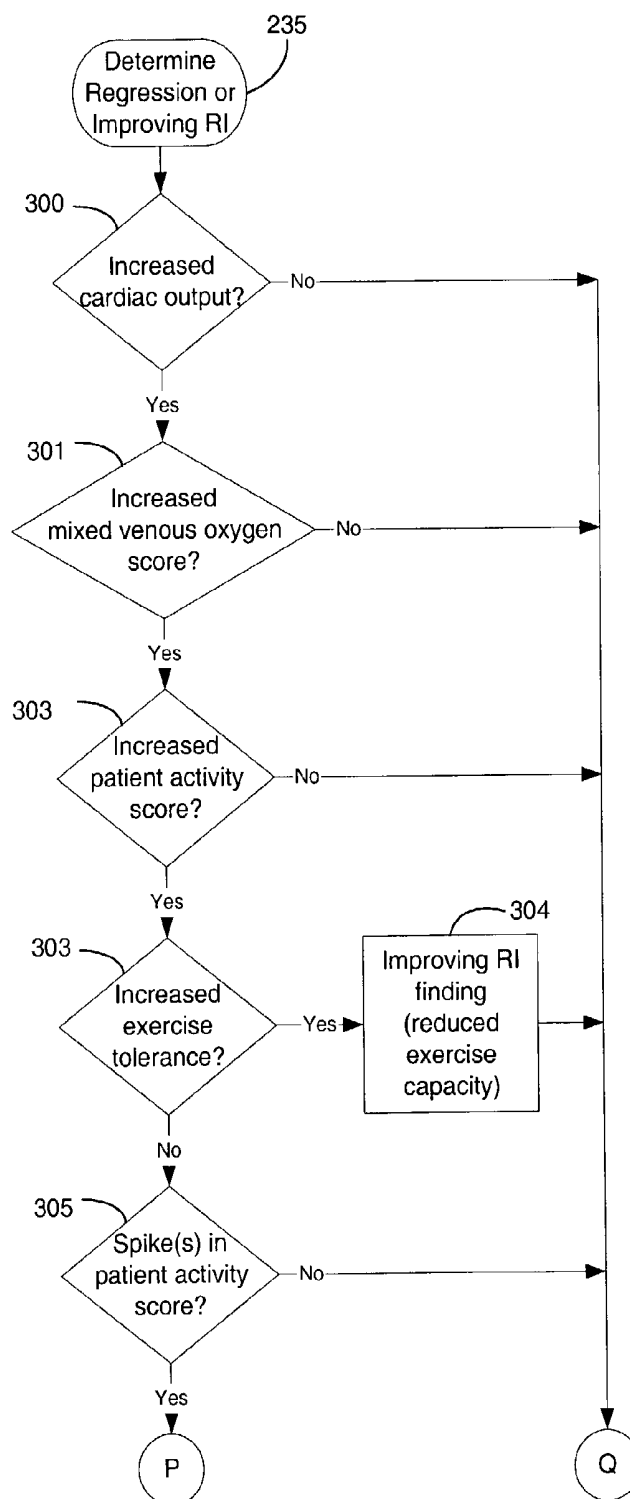 235
Determine
Regression or
Improving RI
300
Increased
cardiac output?
No
Yes
301
Increased
mixed venous oxygen
score?
No
Yes
303
Increased
patient activity
score?
No
Yes
303
Increased
exercise
tolerance?
Yes
304
Improving RI
finding
(reduced
exercise
capacity)
No
305
Spike(s) in
patient activity
score?
No
Yes
P
Q